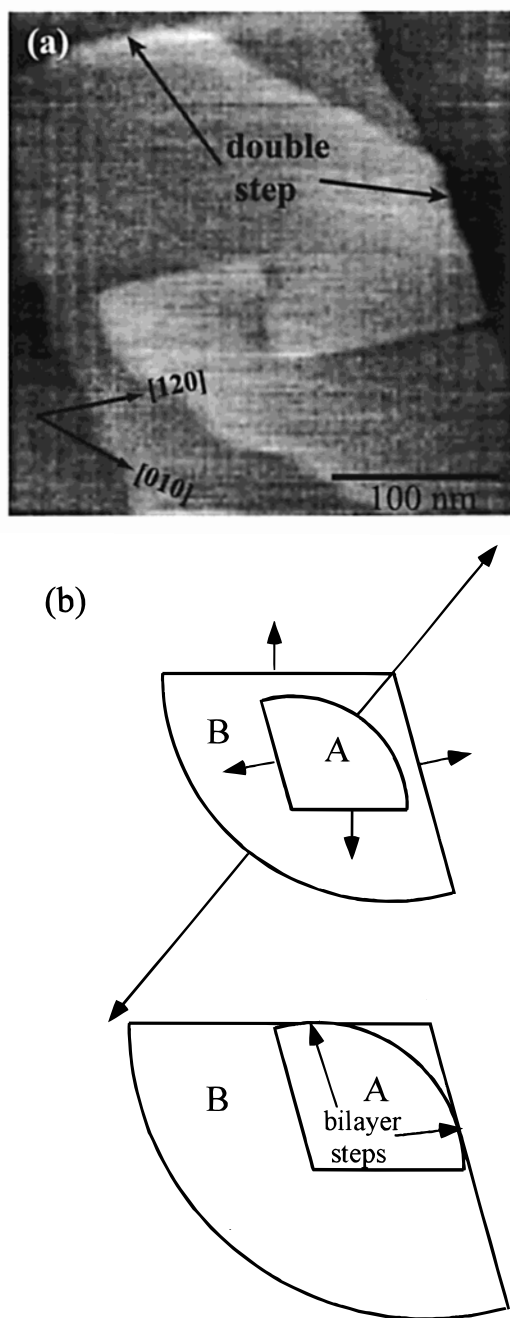 (a)
double
step
[120]
[010]
100 nm
(b)
B
A
B
A
bilayer
steps